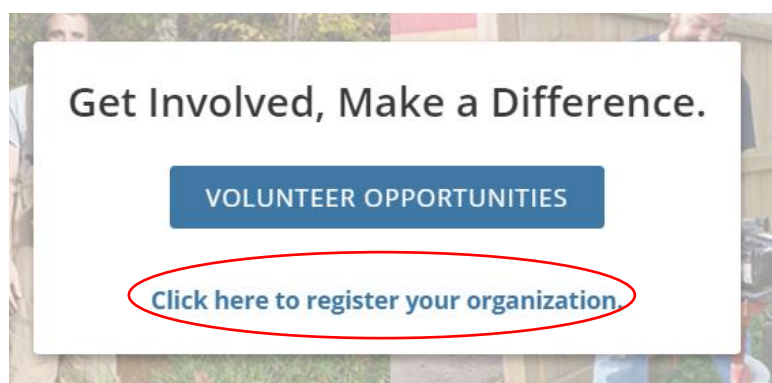 Get Involved, Make a Difference.
VOLUNTEER OPPORTUNITIES
Click here to register your organization.